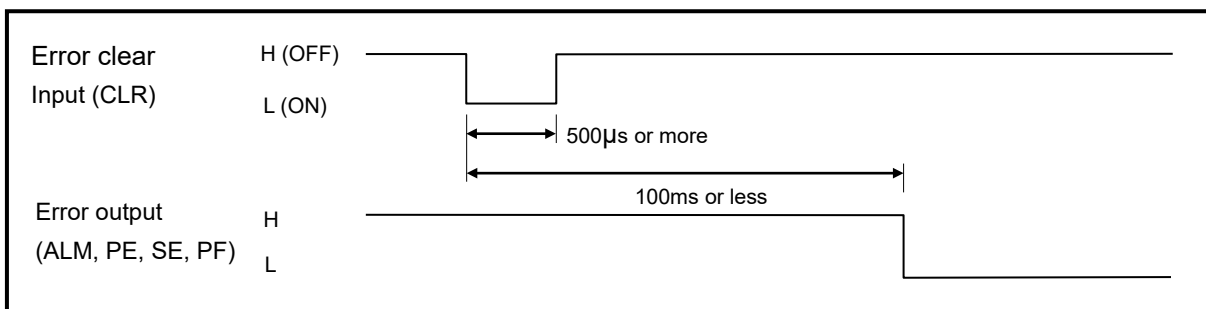 Error clear
Input (CLR)
H (OFF)
L (ON)
500μs or more
100ms or less
Error output
(ALM, PE, SE, PF)
H
L